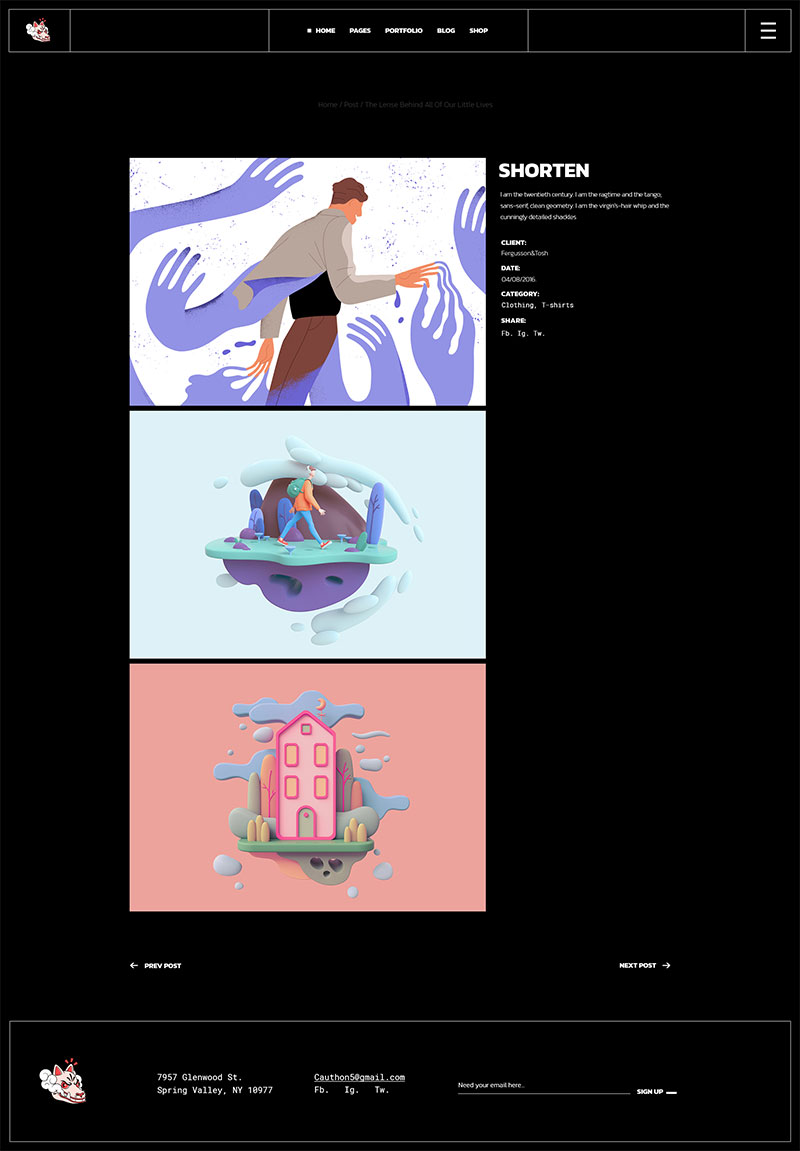 HOME PAGES PORTFOLIO BLOG SHOP
Home / Post / The Lense Behind All Of Our Little Lives
SHORTEN
I am the twentieth century. I am the ragtime and the tango;
sans-serif, clean geometry. I am the virgin's-hair whip and the
cunningly detailed shackles
CLIENT:
Fergusson&Tosh
DATE:
04/08/2016
CATEGORY:
Clothing, T-shirts
SHARE:
Fb. Ig. Tw.
PREV POST
NEXT POST
7957 Glenwood St.
Spring Valley, NY 10977
Cauthon5@gmail.com
Fb. Ig. Tw.
Need your email here..
SIGN UP